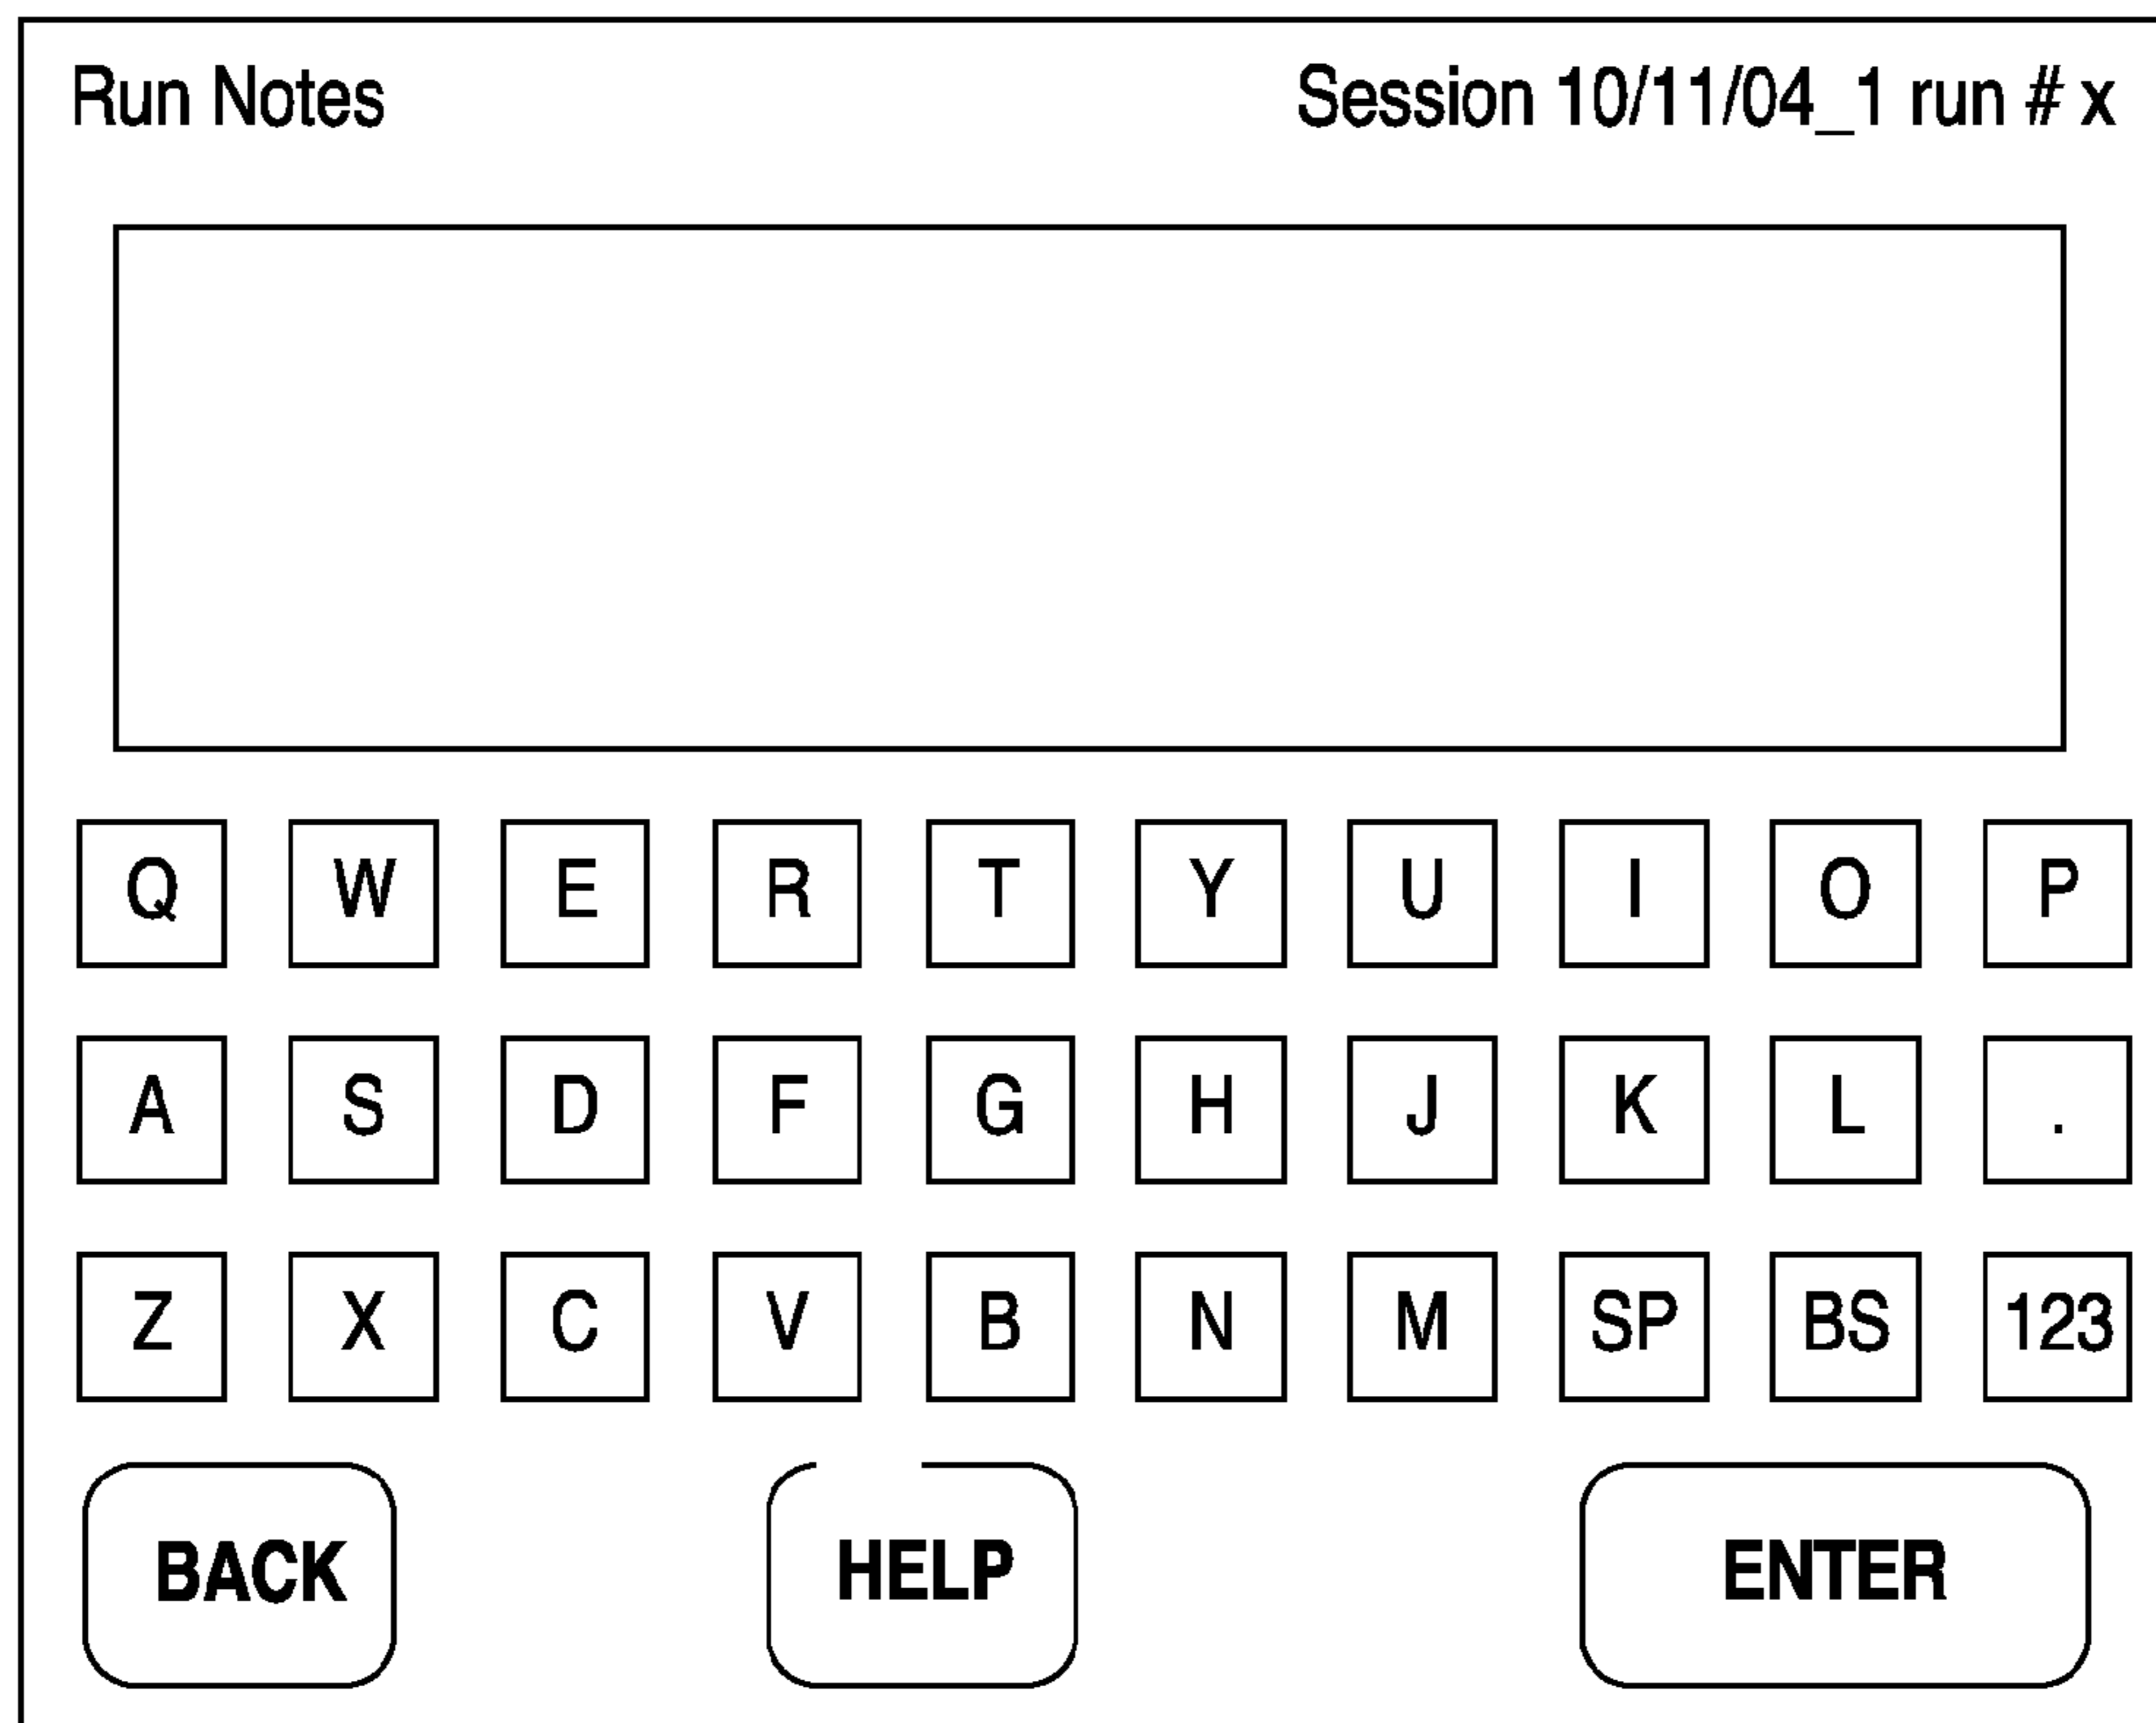 Run Notes Session 10/11/04_1 run # x
Q W E R T Y U I O P
A S D F G H J K L .
Z X C V B N M SP BS 123
BACK HELP ENTER